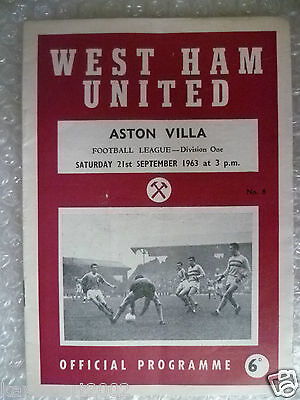 WEST HAM
UNITED
ASTON VILLA
FOOTBALL LEAGUE—Division One
SATURDAY 21st SEPTEMBER 1963 at 3 p.m.
No. 8
OFFICIAL PROGRAMME
6D